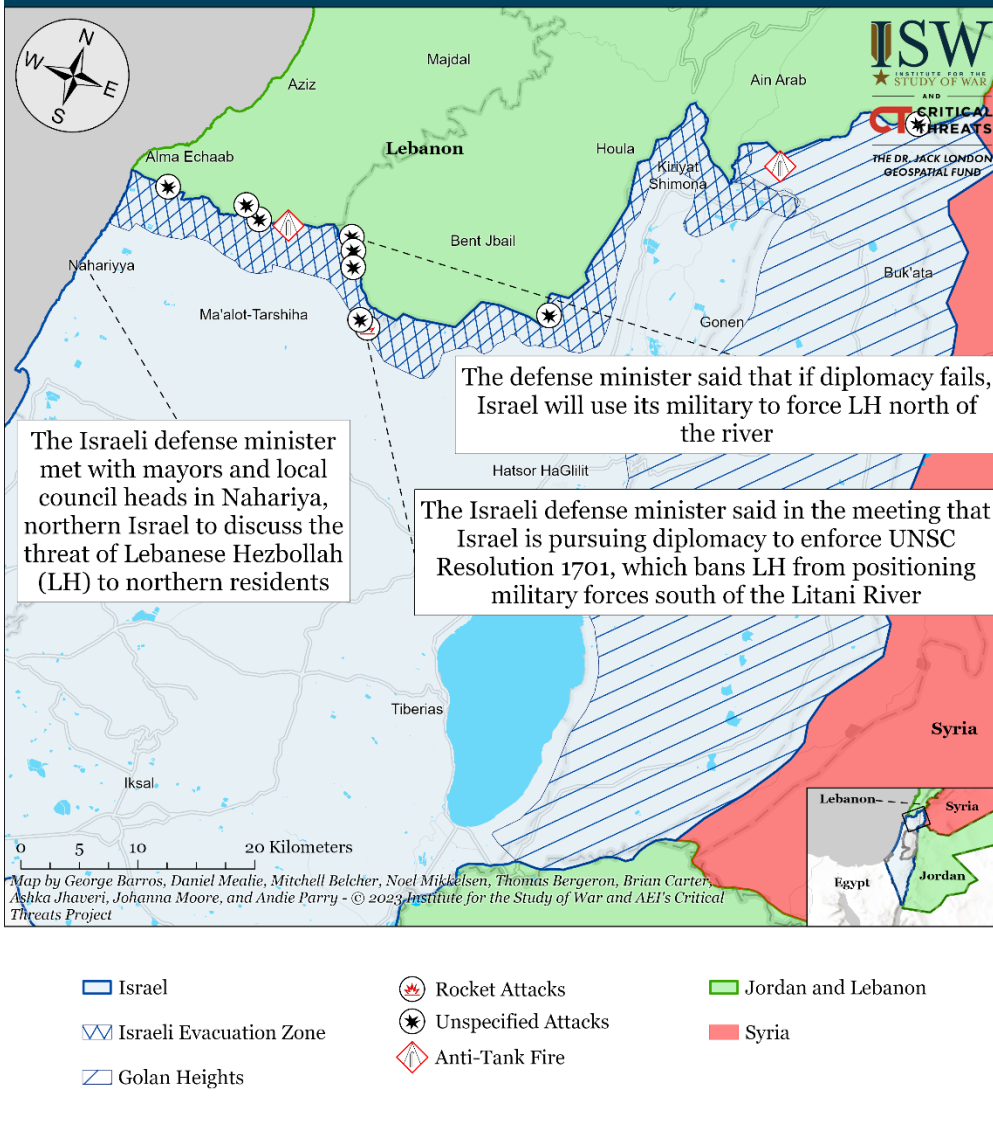 N
W
E
S
ISW
INSTITUTE FOR THE
STUDY OF WAR
AND
CT CRITICAL
THREATS
THE DR. JACK LONDON
GEOSPATIAL FUND
Majdal
Aziz
Ain Arab
Alma Echaab
Lebanon
Houla
Kiriyat
Shimona
Bent Jbail
Nahariyya
Buk'ata
Ma'alot-Tarshiha
Gonen
The defense minister said that if diplomacy fails,
Israel will use its military to force LH north of
the river
The Israeli defense minister
met with mayors and local
council heads in Nahariya,
northern Israel to discuss the
threat of Lebanese Hezbollah
(LH) to northern residents
Hatsor HaGlilit
The Israeli defense minister said in the meeting that
Israel is pursuing diplomacy to enforce UNSC
Resolution 1701, which bans LH from positioning
military forces south of the Litani River
Tiberias
Syria
Iksal
Lebanon
Syria
Egypt
Jordan
0 5 10 20 Kilometers
Map by George Barros, Daniel Mealie, Mitchell Belcher, Noel Mikkelsen, Thomas Bergeron, Brian Carter,
Ashka Jhaveri, Johanna Moore, and Andie Parry - © 2023 Institute for the Study of War and AEI's Critical
Threats Project
Israel
Rocket Attacks
Jordan and Lebanon
Israeli Evacuation Zone
Unspecified Attacks
Syria
Golan Heights
Anti-Tank Fire